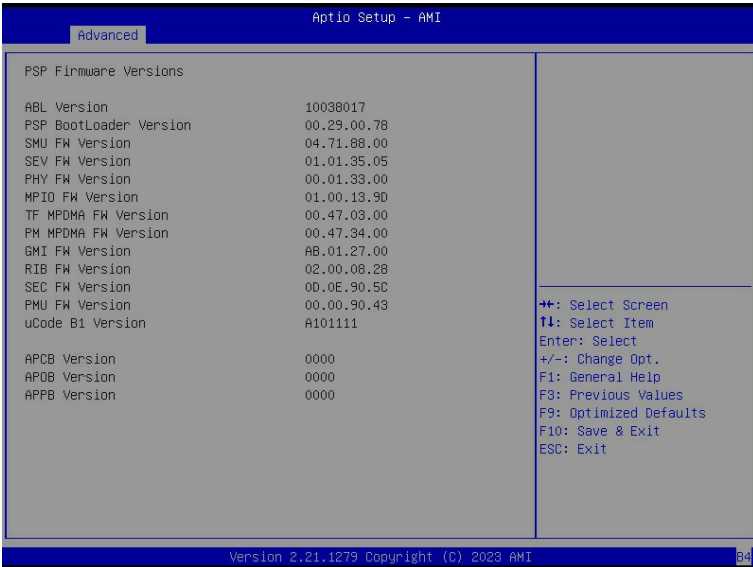 Aptio Setup – AMI
Advanced
PSP Firmware Versions
ABL Version 10038017
PSP BootLoader Version 00.29.00.78
SMU FW Version 04.71.88.00
SEV FW Version 01.01.35.05
PHY FW Version 00.01.33.00
MPIO FW Version 01.00.13.9D
TF MPDMA FW Version 00.47.03.00
PM MPDMA FW Version 00.47.34.00
GMI FW Version AB.01.27.00
RIB FW Version 02.00.08.28
SEC FW Version 0D.0E.90.5C
PMU FW Version 00.00.90.43
uCode B1 Version A101111
APCB Version 0000
APOB Version 0000
APPB Version 0000
→←: Select Screen
↑↓: Select Item
Enter: Select
+/-: Change Opt.
F1: General Help
F3: Previous Values
F9: Optimized Defaults
F10: Save & Exit
ESC: Exit
Version 2.21.1279 Copyright (C) 2023 AMI
B4